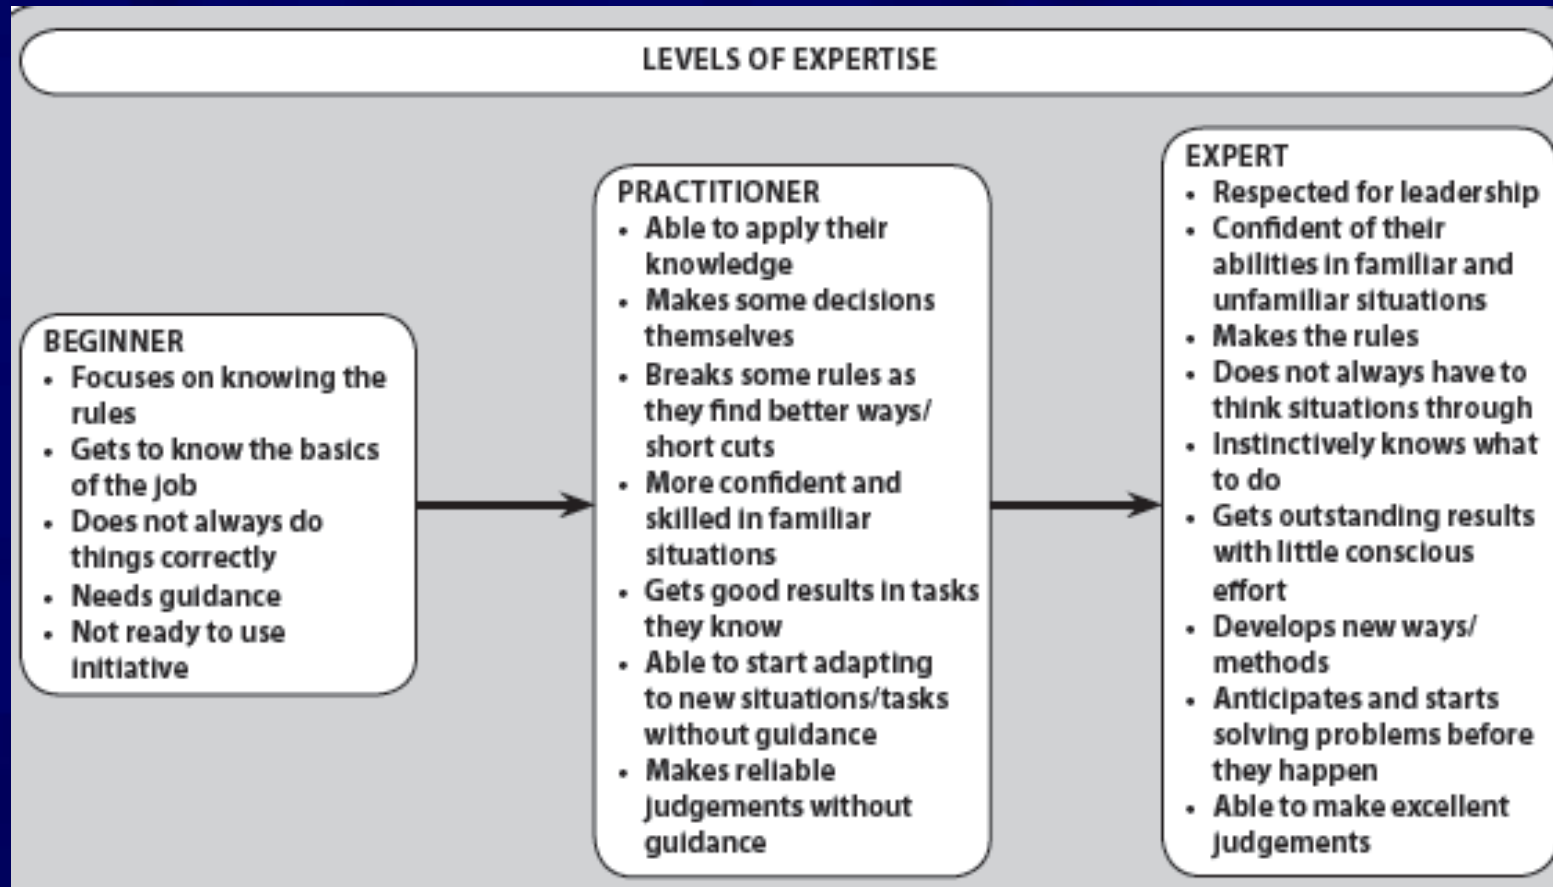 LEVELS OF EXPERTISE
BEGINNER
• Focuses on knowing the
rules
• Gets to know the basics
of the job
• Does not always do
things correctly
• Needs guidance
• Not ready to use
initiative
PRACTITIONER
• Able to apply their
knowledge
• Makes some decisions
themselves
• Breaks some rules as
they find better ways/
short cuts
• More confident and
skilled in familiar
situations
• Gets good results in tasks
they know
• Able to start adapting
to new situations/tasks
without guidance
• Makes reliable
judgements without
guidance
EXPERT
• Respected for leadership
• Confident of their
abilities in familiar and
unfamiliar situations
• Makes the rules
• Does not always have to
think situations through
• Instinctively knows what
to do
• Gets outstanding results
with little conscious
effort
• Develops new ways/
methods
• Anticipates and starts
solving problems before
they happen
• Able to make excellent
judgements